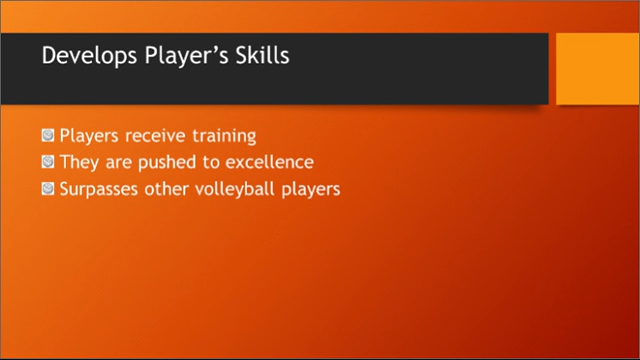 Develops Player’s Skills
Players receive training
They are pushed to excellence
Surpasses other volleyball players